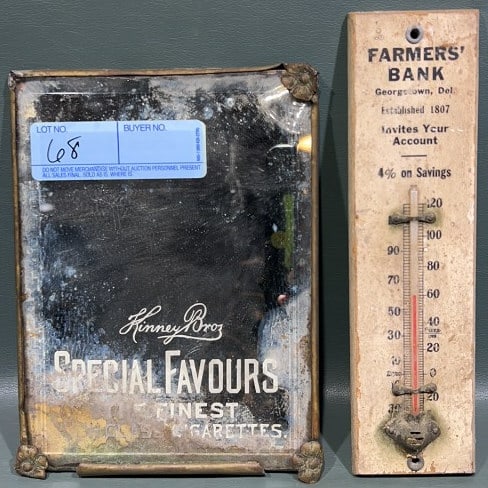 LOT NO.
68
BUYER NO.
DO NOT MOVE MERCHANDISE WITHOUT AUCTION PERSONNEL PRESENT
ALL SALES FINAL. SOLD AS IS. WHERE IS.
Kinney Bros
SPECIAL FAVOURS
FINEST
CIGARETTES.
FARMERS'
BANK
Georgetown, Del.
Established 1807
Invites Your
Account
4% on Savings
120
100
90
80
70
60
50
40
30
20
10
0
20